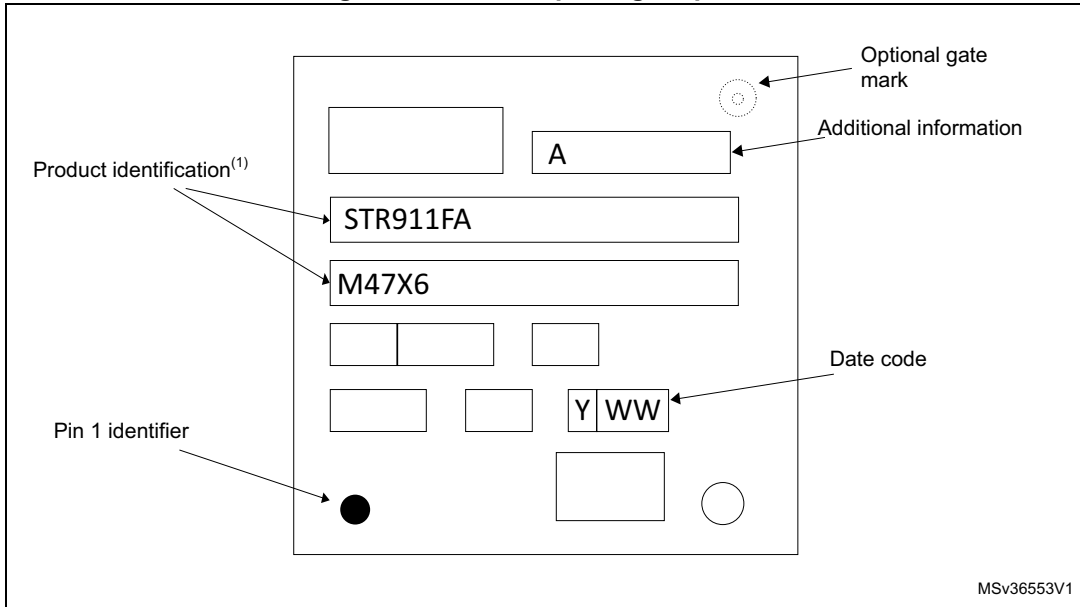 Optional gate
mark
Additional information
A
Product identification(1)
STR911FA
M47X6
Date code
Y WW
Pin 1 identifier
MSv36553V1